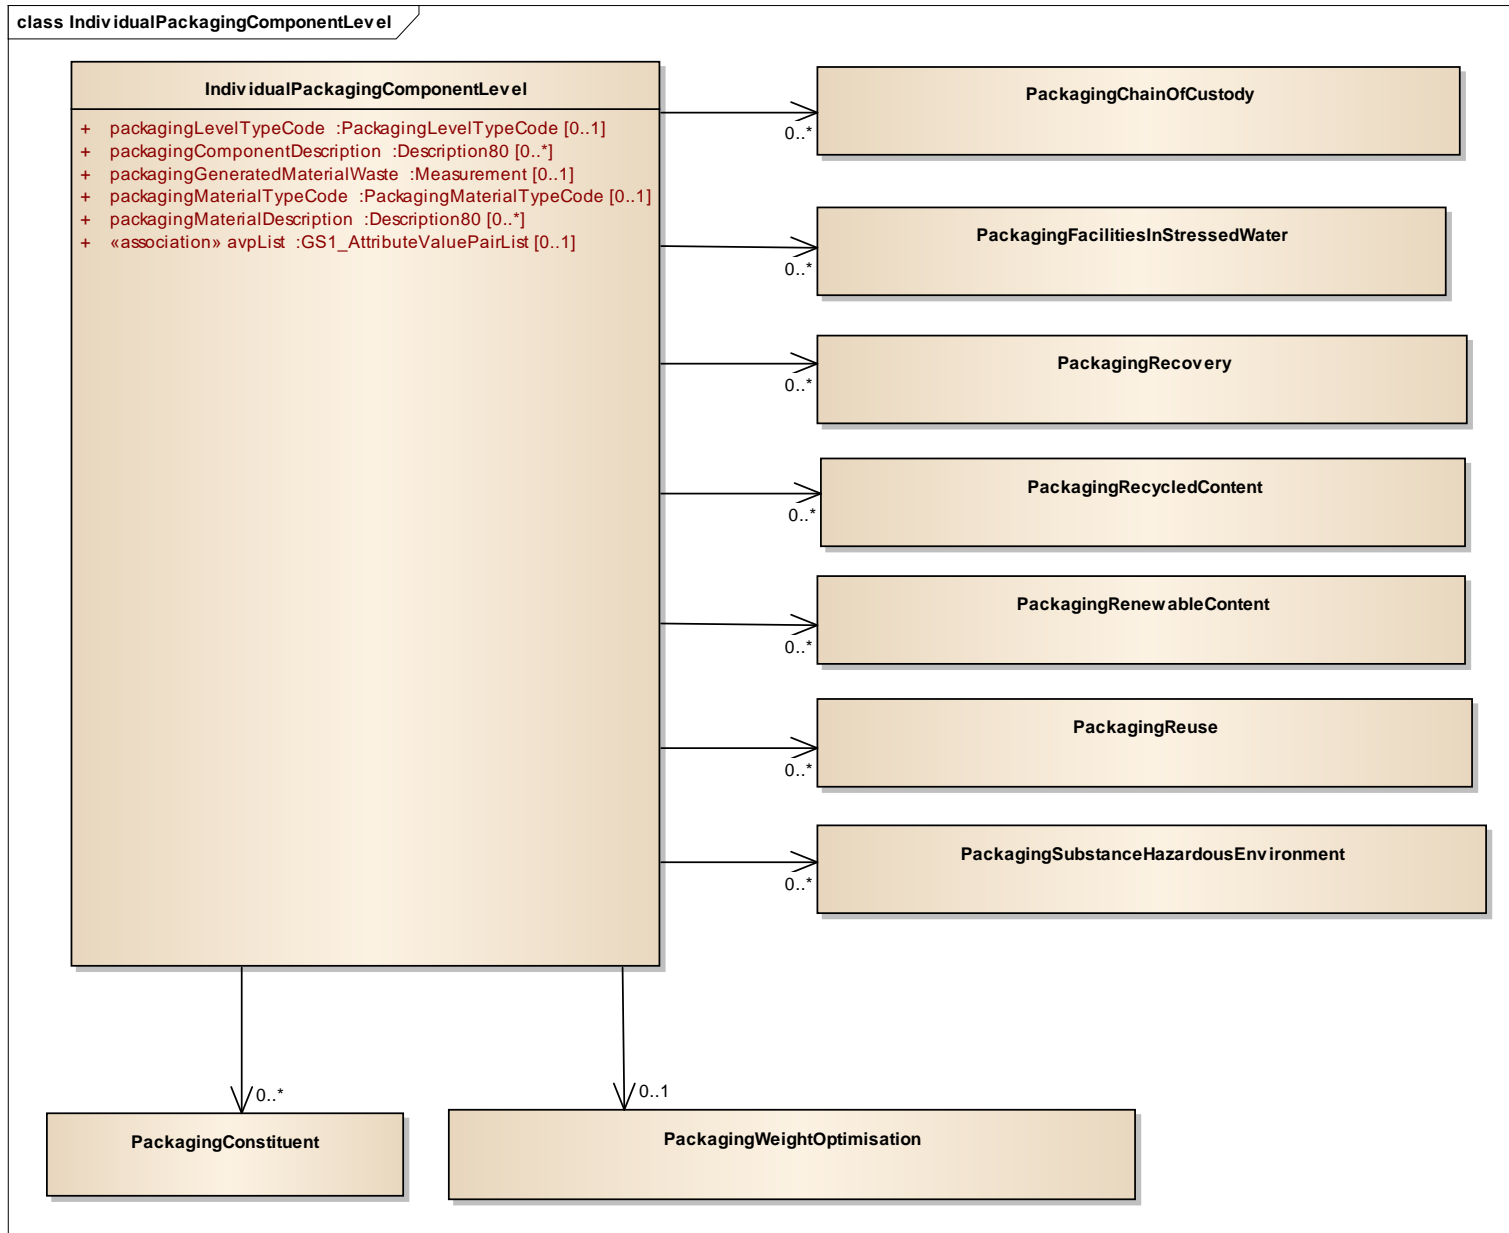 class IndividualPackagingComponentLevel
IndividualPackagingComponentLevel
+ packagingLevelTypeCode :PackagingLevelTypeCode [0..1]
+ packagingComponentDescription :Description80 [0..*]
+ packagingGeneratedMaterialWaste :Measurement [0..1]
+ packagingMaterialTypeCode :PackagingMaterialTypeCode [0..1]
+ packagingMaterialDescription :Description80 [0..*]
+ «association» avpList :GS1_AttributeValuePairList [0..1]
PackagingChainOfCustody
0..*
PackagingFacilitiesInStressedWater
0..*
PackagingRecovery
0..*
PackagingRecycledContent
0..*
PackagingRenewableContent
0..*
PackagingReuse
0..*
PackagingSubstanceHazardousEnvironment
0..*
0..*
PackagingConstituent
0..1
PackagingWeightOptimisation